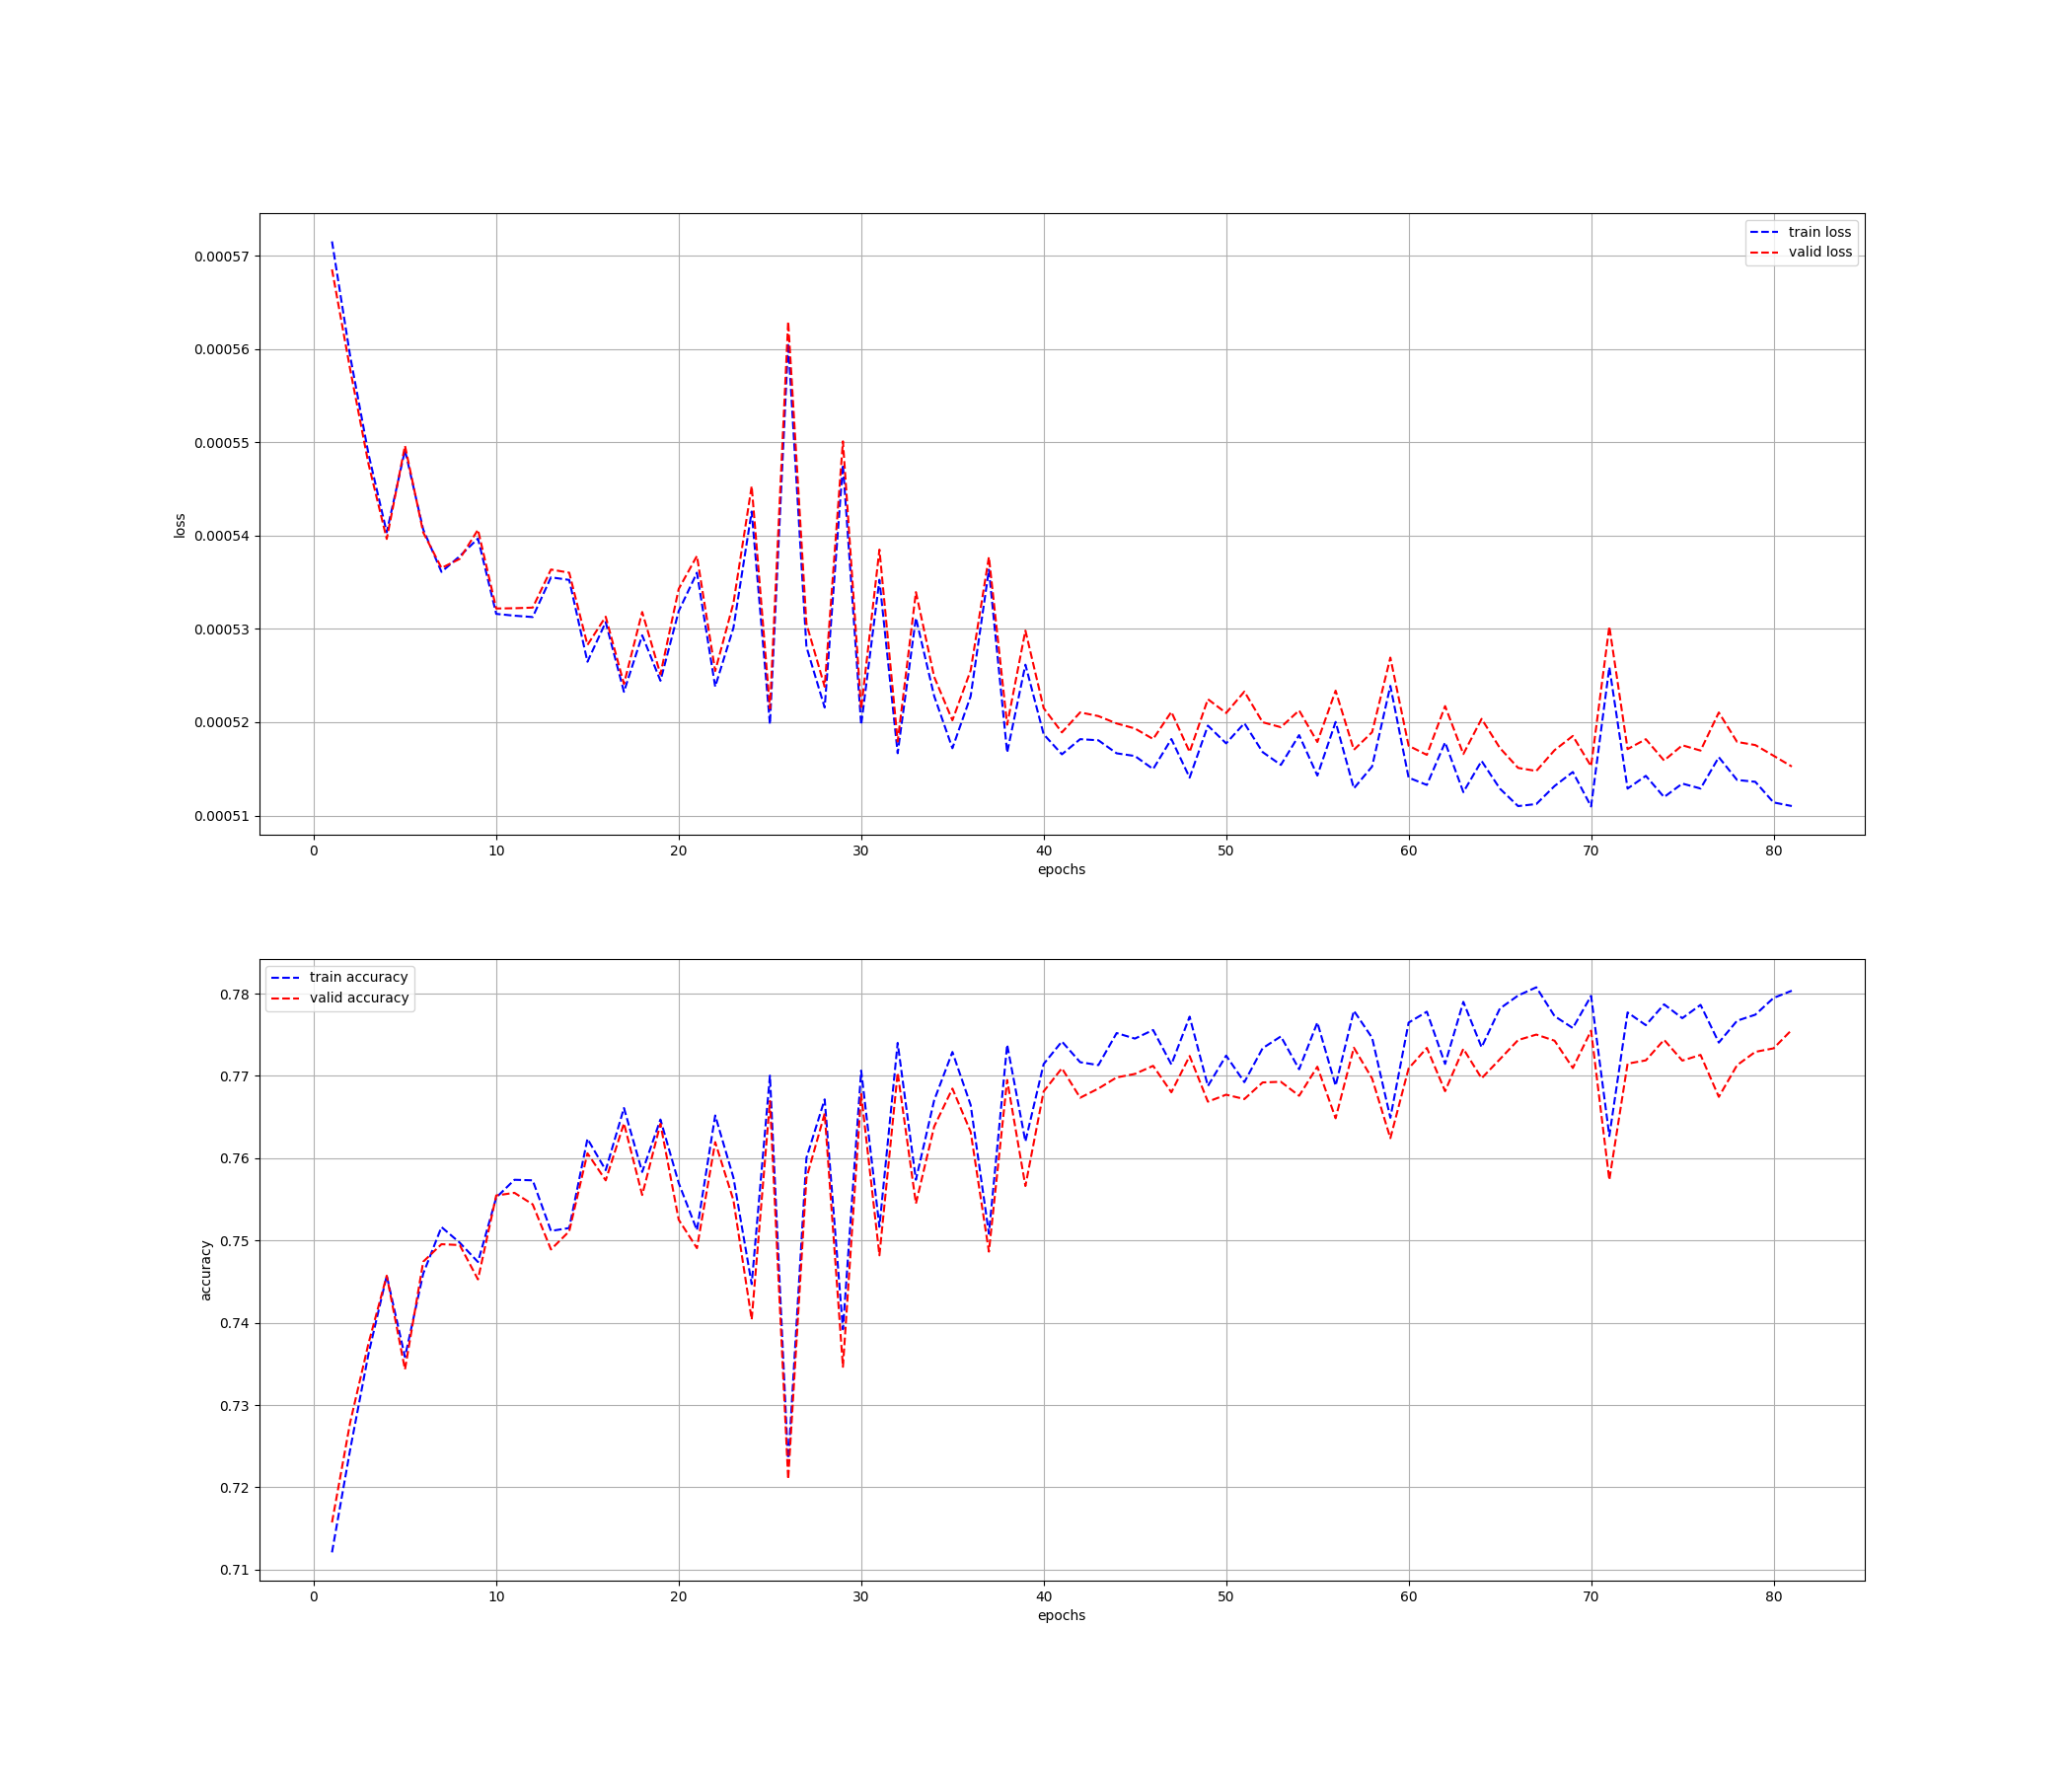 train loss
valid loss
0.00057
0.00056
0.00055
0.00054
0.00053
0.00052
0.00051
loss
0 10 20 30 40 50 60 70 80
epochs
train accuracy
valid accuracy
0.78
0.77
0.76
0.75
0.74
0.73
0.72
0.71
accuracy
0 10 20 30 40 50 60 70 80
epochs